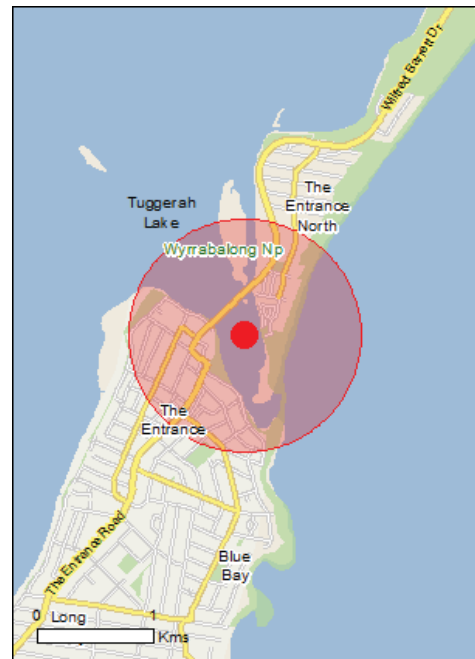 Wilfred Barrett Dr
The
Entrance
North
Tuggerah
Lake
Wyrrabalong Np
The
Entrance
The Entrance Road
Blue
Bay
0
Long
1
Kms